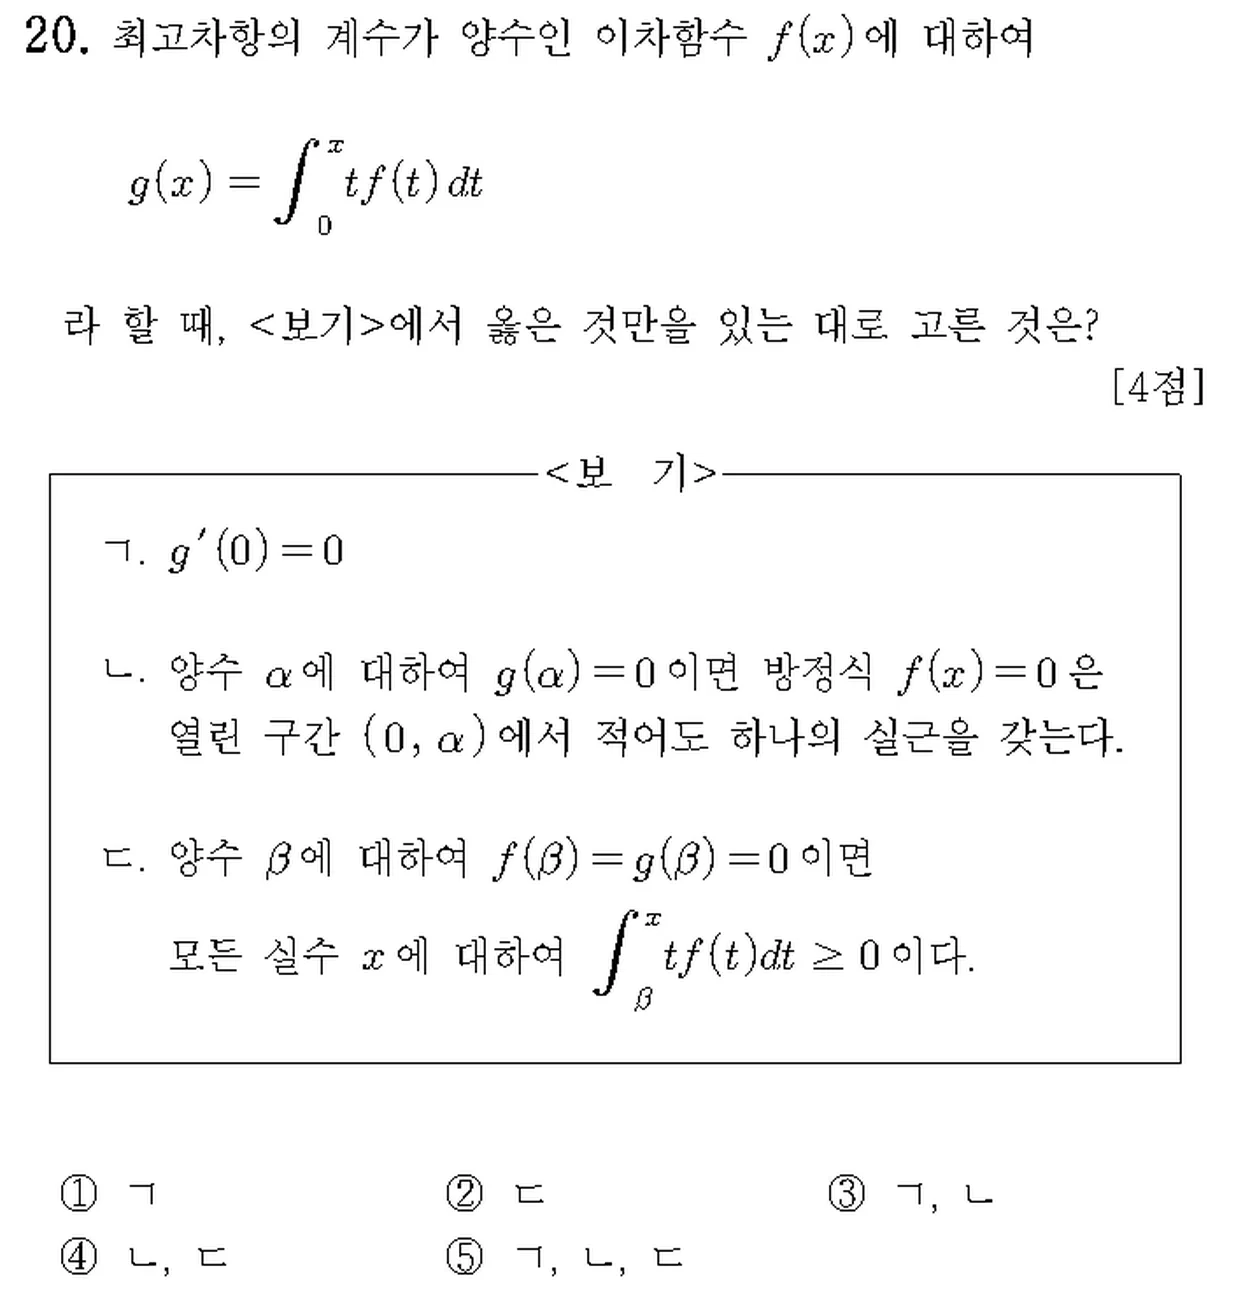 20. 최고차항의 계수가 양수인 이차함수 f(x)에 대하여
g(x)=∫₀ˣ tf(t)dt
라 할 때, <보기>에서 옳은 것만을 있는 대로 고른 것은?
[4점]
<보 기>
ㄱ. g′(0)=0
ㄴ. 양수 α에 대하여 g(α)=0이면 방정식 f(x)=0은
열린 구간 (0, α)에서 적어도 하나의 실근을 갖는다.
ㄷ. 양수 β에 대하여 f(β)=g(β)=0이면
모든 실수 x에 대하여 ∫_β^x tf(t)dt ≥ 0이다.
① ㄱ ② ㄷ ③ ㄱ, ㄴ
④ ㄴ, ㄷ ⑤ ㄱ, ㄴ, ㄷ